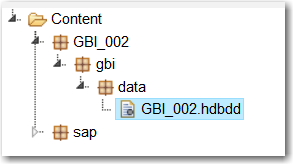 Content
GBI_002
gbi
data
GBI_002.hdbdd
sap